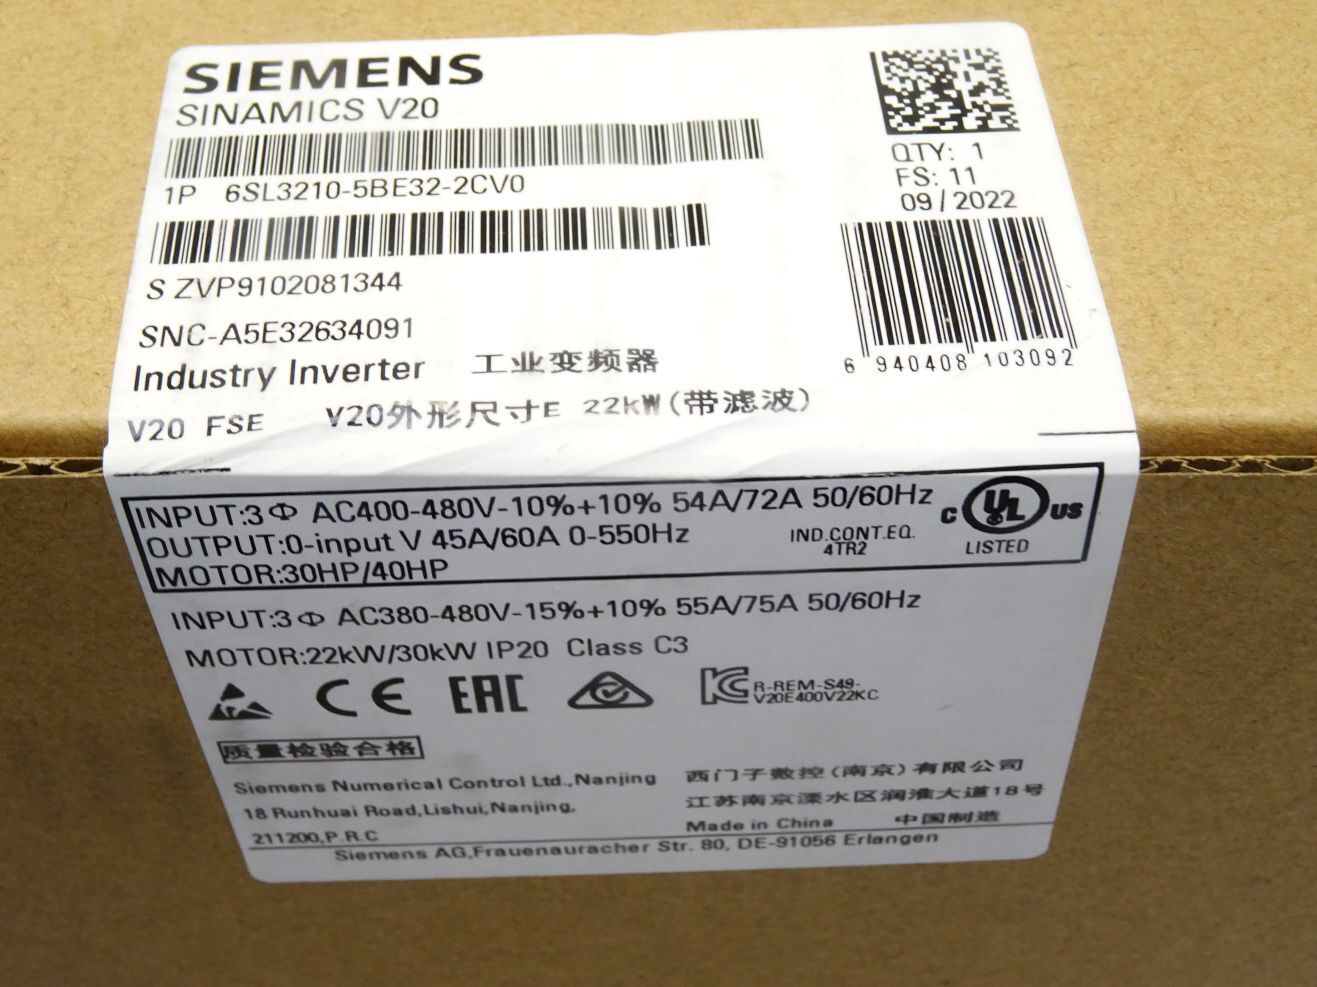 SIEMENS
SINAMICS V20
1P 6SL3210-5BE32-2CV0
S ZVP9102081344
SNC-A5E32634091
Industry Inverter 工业变频器
V20 FSE V20外形尺寸E 22kW(带滤波)
QTY: 1
FS: 11
09/2022
6 940408 103092
INPUT:3Φ AC400-480V-10%+10% 54A/72A 50/60Hz
OUTPUT:0-input V 45A/60A 0-550Hz
MOTOR:30HP/40HP
IND.CONT.EQ.
4TR2
C UL US
LISTED
INPUT:3Φ AC380-480V-15%+10% 55A/75A 50/60Hz
MOTOR:22kW/30kW IP20 Class C3
CE EAC KC R-REM-S49-
V20E400V22KC
质量检验合格
Siemens Numerical Control Ltd.,Nanjing
18 Runhuai Road,Lishui,Nanjing,
211200,P.R.C
西门子数控(南京)有限公司
江苏南京溧水区润淮大道18号
Made in China 中国制造
Siemens AG,Frauenauracher Str. 80, DE-91056 Erlangen